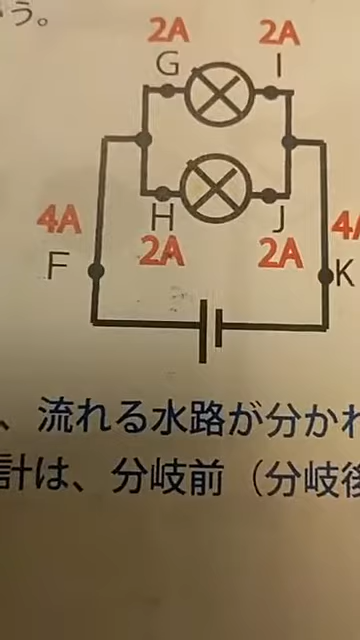 う。
2A 2A
G I
4A H J 4A
F 2A 2A K
、流れる水路が分かれ
計は、分岐前（分岐後